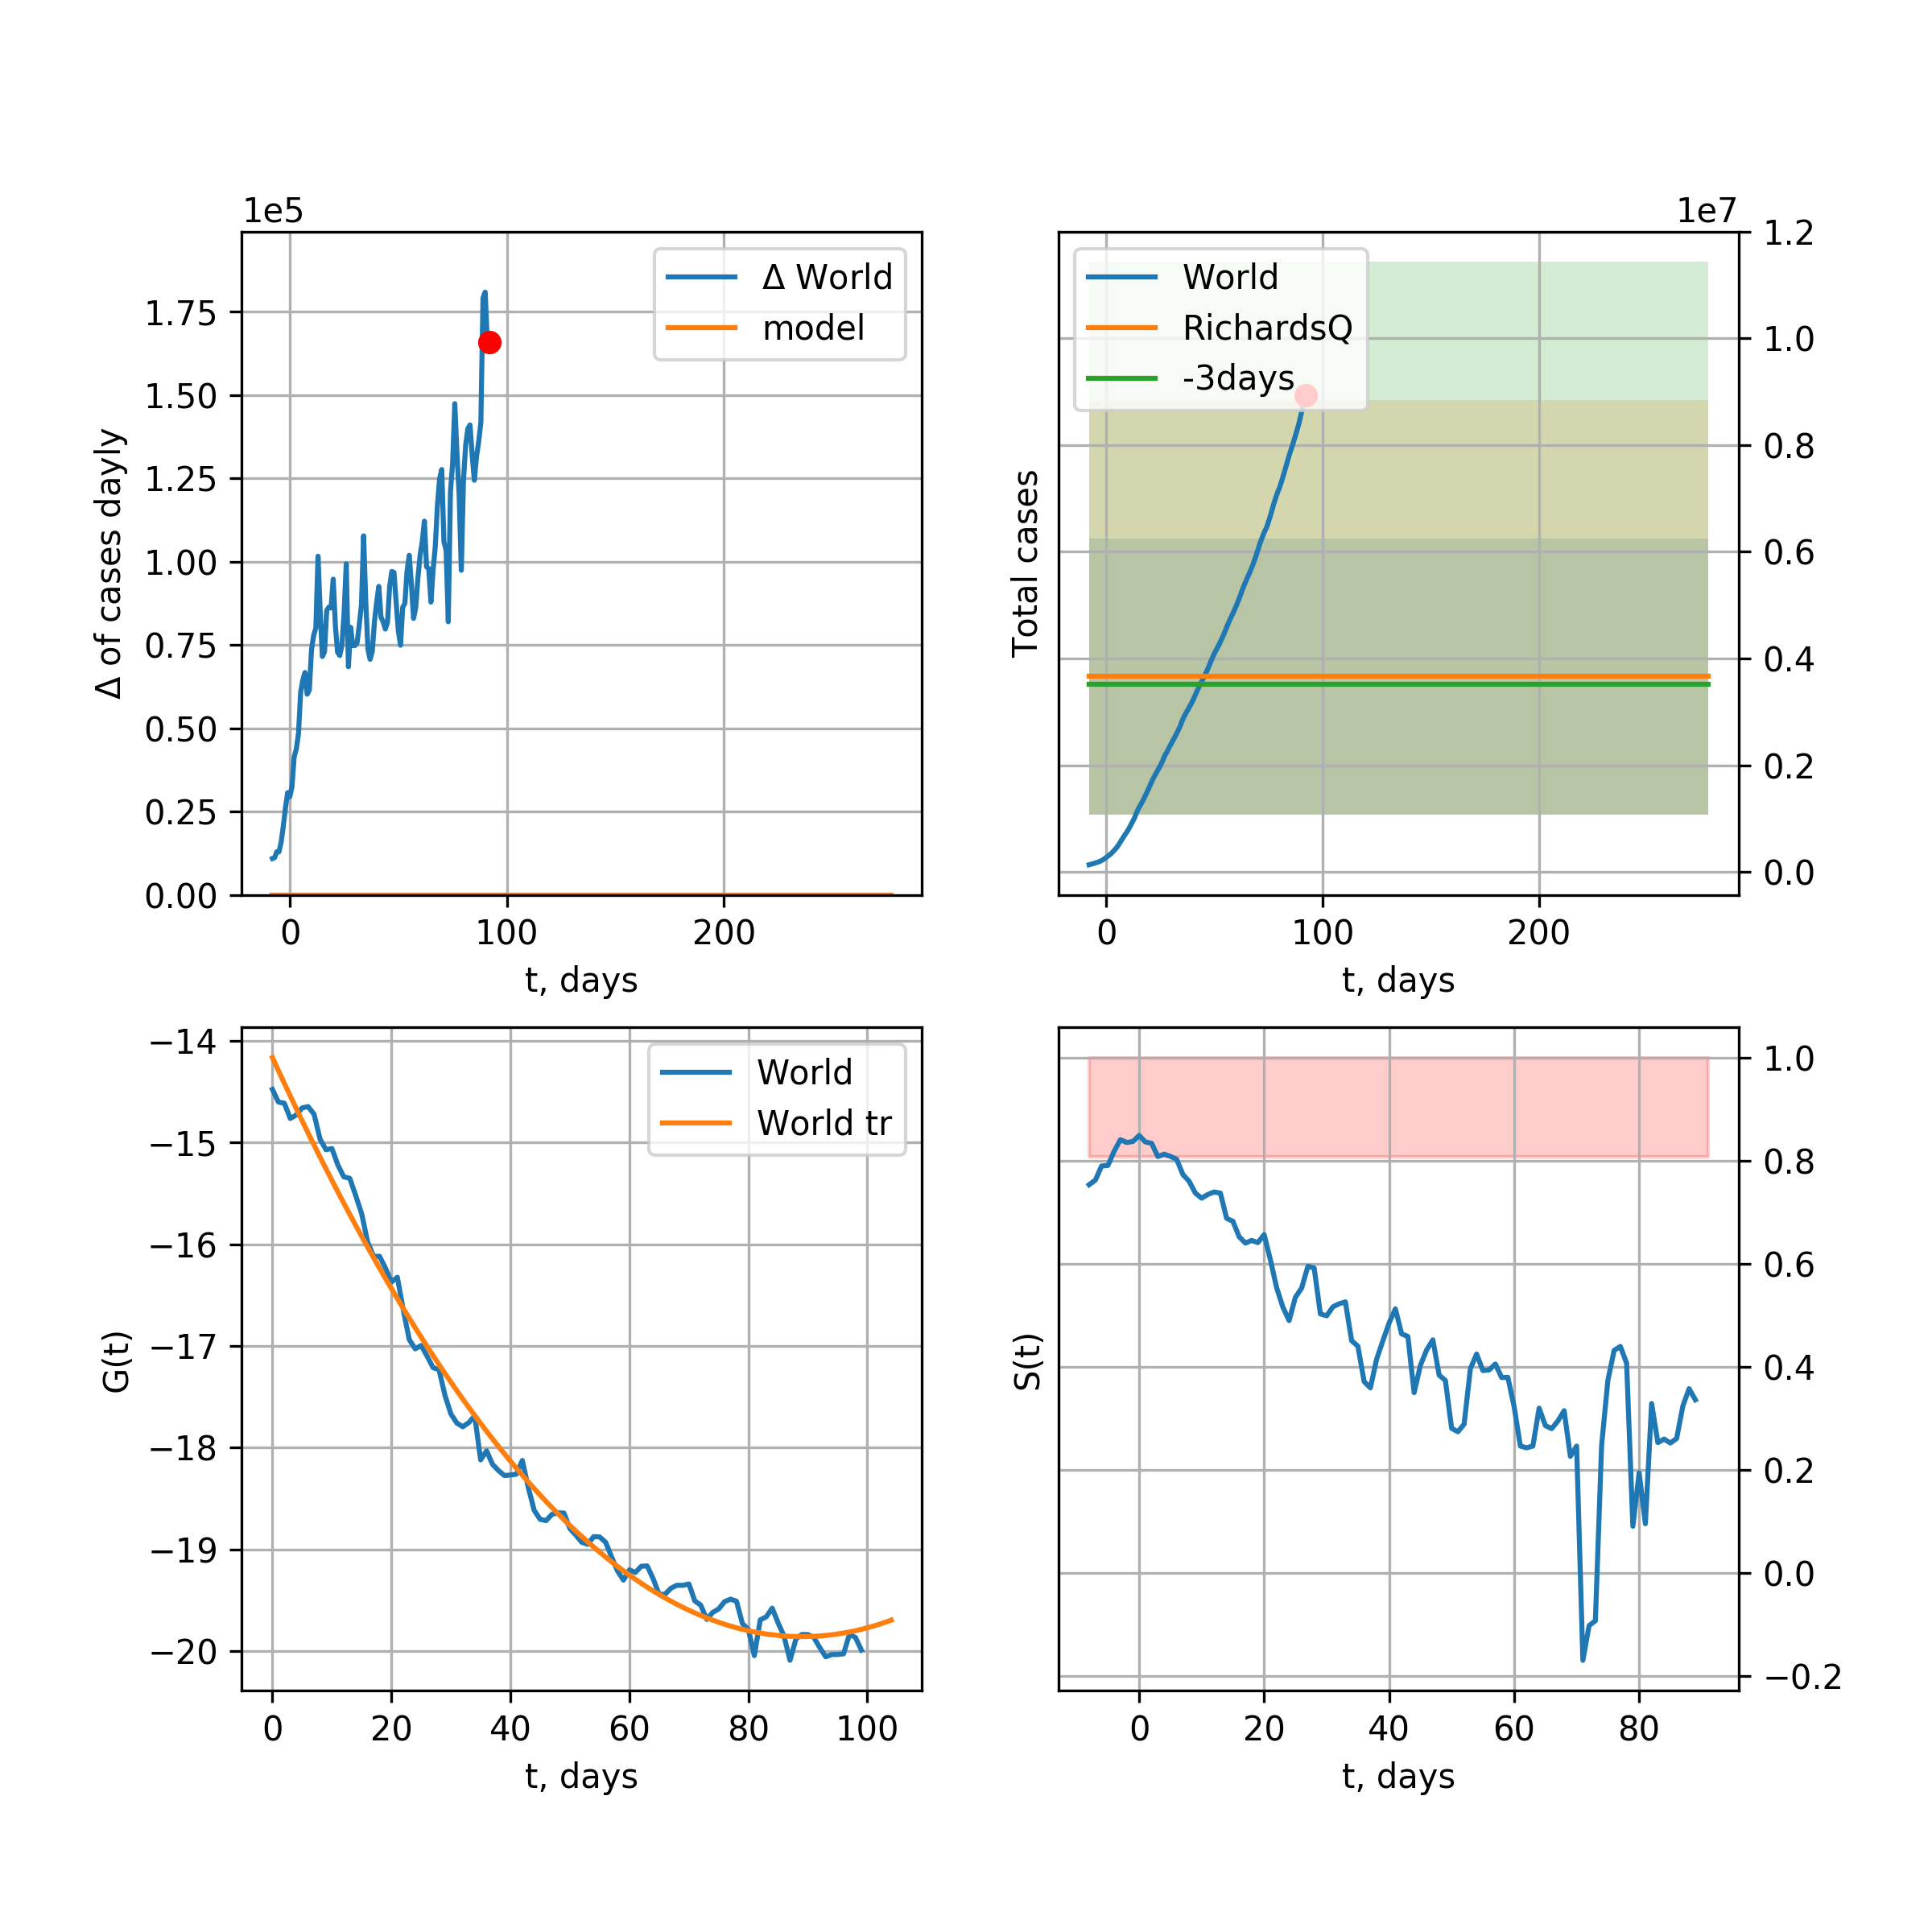 1e5
Δ of cases dayly
1.75
1.50
1.25
1.00
0.75
0.50
0.25
0.00
0
100
200
t, days
Δ World
model
1e7
Total cases
1.2
1.0
0.8
0.6
0.4
0.2
0.0
0
100
200
t, days
World
RichardsQ
-3days
G(t)
−14
−15
−16
−17
−18
−19
−20
0
20
40
60
80
100
t, days
World
World tr
S(t)
1.0
0.8
0.6
0.4
0.2
0.0
−0.2
0
20
40
60
80
t, days